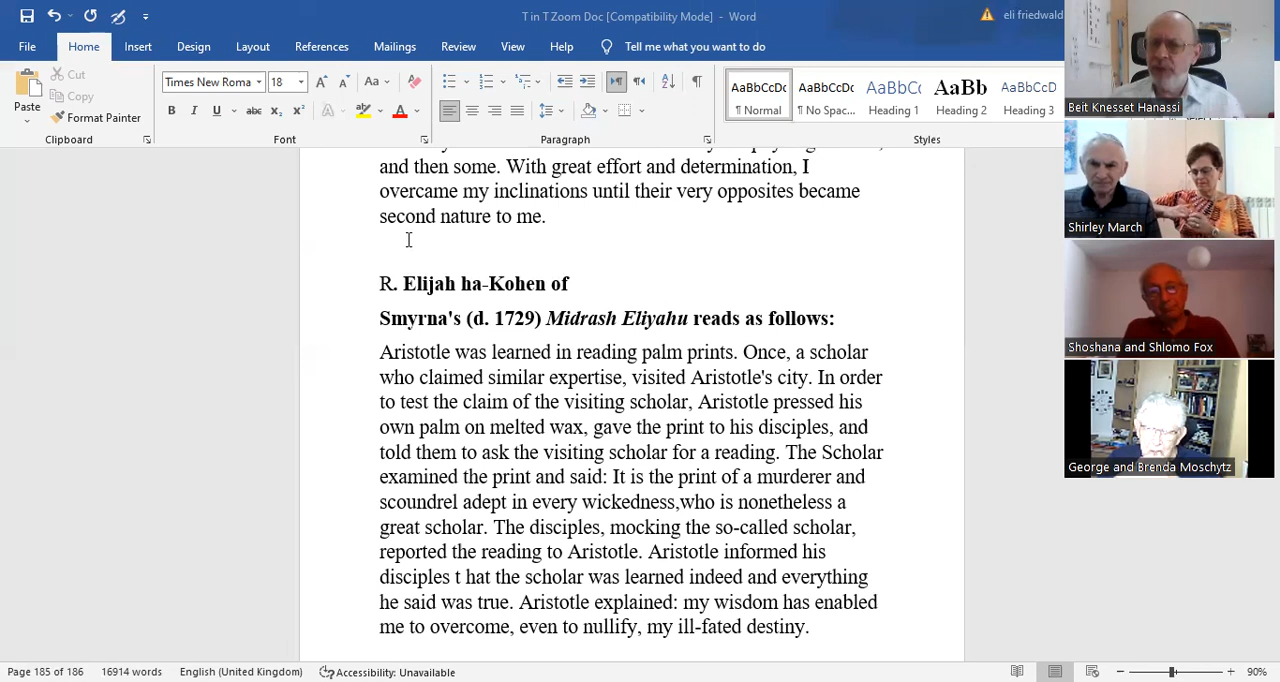 T in T Zoom Doc [Compatibility Mode] - Word
eli friedwald
File Home Insert Design Layout References Mailings Review View Help Tell me what you want to do
Paste
Cut
Copy
Format Painter
Times New Roma 18
Aa
B I U abc x₂ x² A A
AaBbCcDd AaBbCcDd AaBbC( AaBb AaBbCcD
¶ Normal ¶ No Spac... Heading 1 Heading 2 Heading 3
Clipboard Font Paragraph Styles
and then some. With great effort and determination, I
overcame my inclinations until their very opposites became
second nature to me.
R. Elijah ha-Kohen of
Smyrna's (d. 1729) Midrash Eliyahu reads as follows:
Aristotle was learned in reading palm prints. Once, a scholar
who claimed similar expertise, visited Aristotle's city. In order
to test the claim of the visiting scholar, Aristotle pressed his
own palm on melted wax, gave the print to his disciples, and
told them to ask the visiting scholar for a reading. The Scholar
examined the print and said: It is the print of a murderer and
scoundrel adept in every wickedness,who is nonetheless a
great scholar. The disciples, mocking the so-called scholar,
reported the reading to Aristotle. Aristotle informed his
disciples t hat the scholar was learned indeed and everything
he said was true. Aristotle explained: my wisdom has enabled
me to overcome, even to nullify, my ill-fated destiny.
Page 185 of 186 16914 words English (United Kingdom) Accessibility: Unavailable 90%
Beit Knesset Hanassi
Shirley March
Shoshana and Shlomo Fox
George and Brenda Moschytz